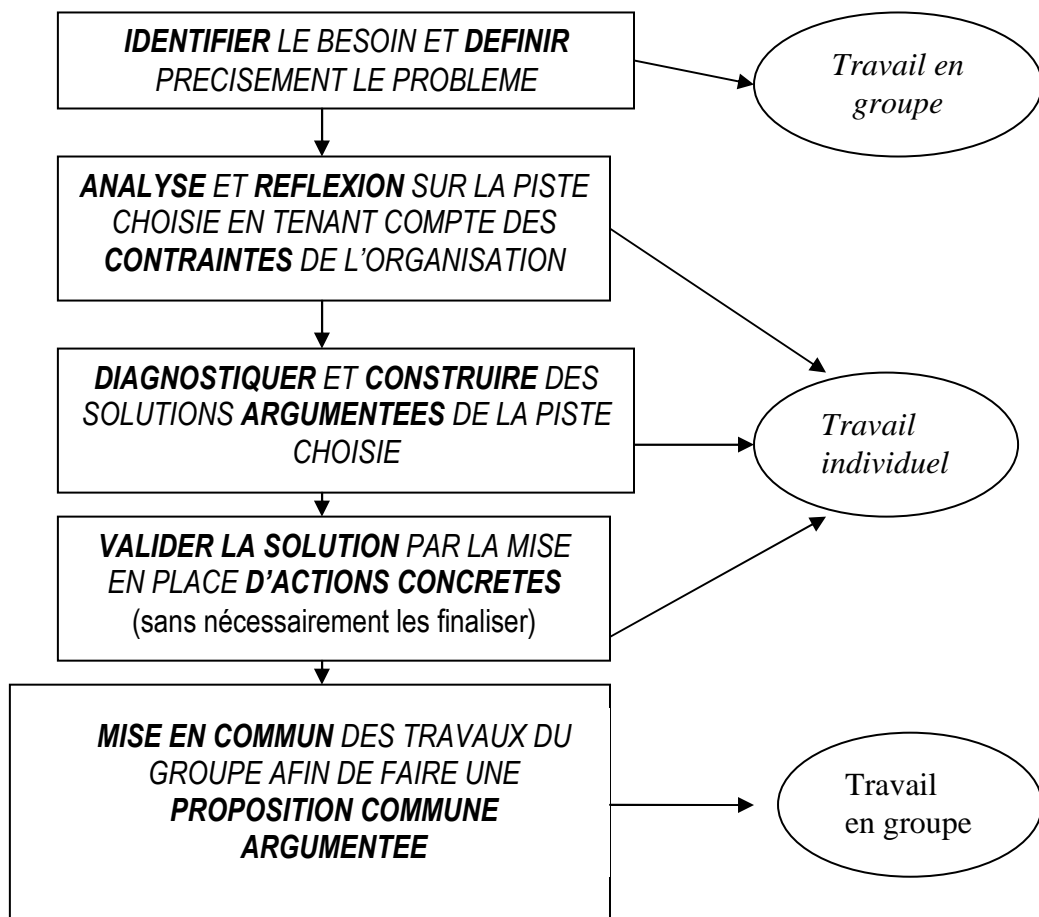 IDENTIFIER LE BESOIN ET DEFINIR
PRECISEMENT LE PROBLEME
Travail en
groupe
ANALYSE ET REFLEXION SUR LA PISTE
CHOISIE EN TENANT COMPTE DES
CONTRAINTES DE L'ORGANISATION
DIAGNOSTIQUER ET CONSTRUIRE DES
SOLUTIONS ARGUMENTEES DE LA PISTE
CHOISIE
Travail
individuel
VALIDER LA SOLUTION PAR LA MISE
EN PLACE D'ACTIONS CONCRETES
(sans nécessairement les finaliser)
MISE EN COMMUN DES TRAVAUX DU
GROUPE AFIN DE FAIRE UNE
PROPOSITION COMMUNE
ARGUMENTEE
Travail
en groupe